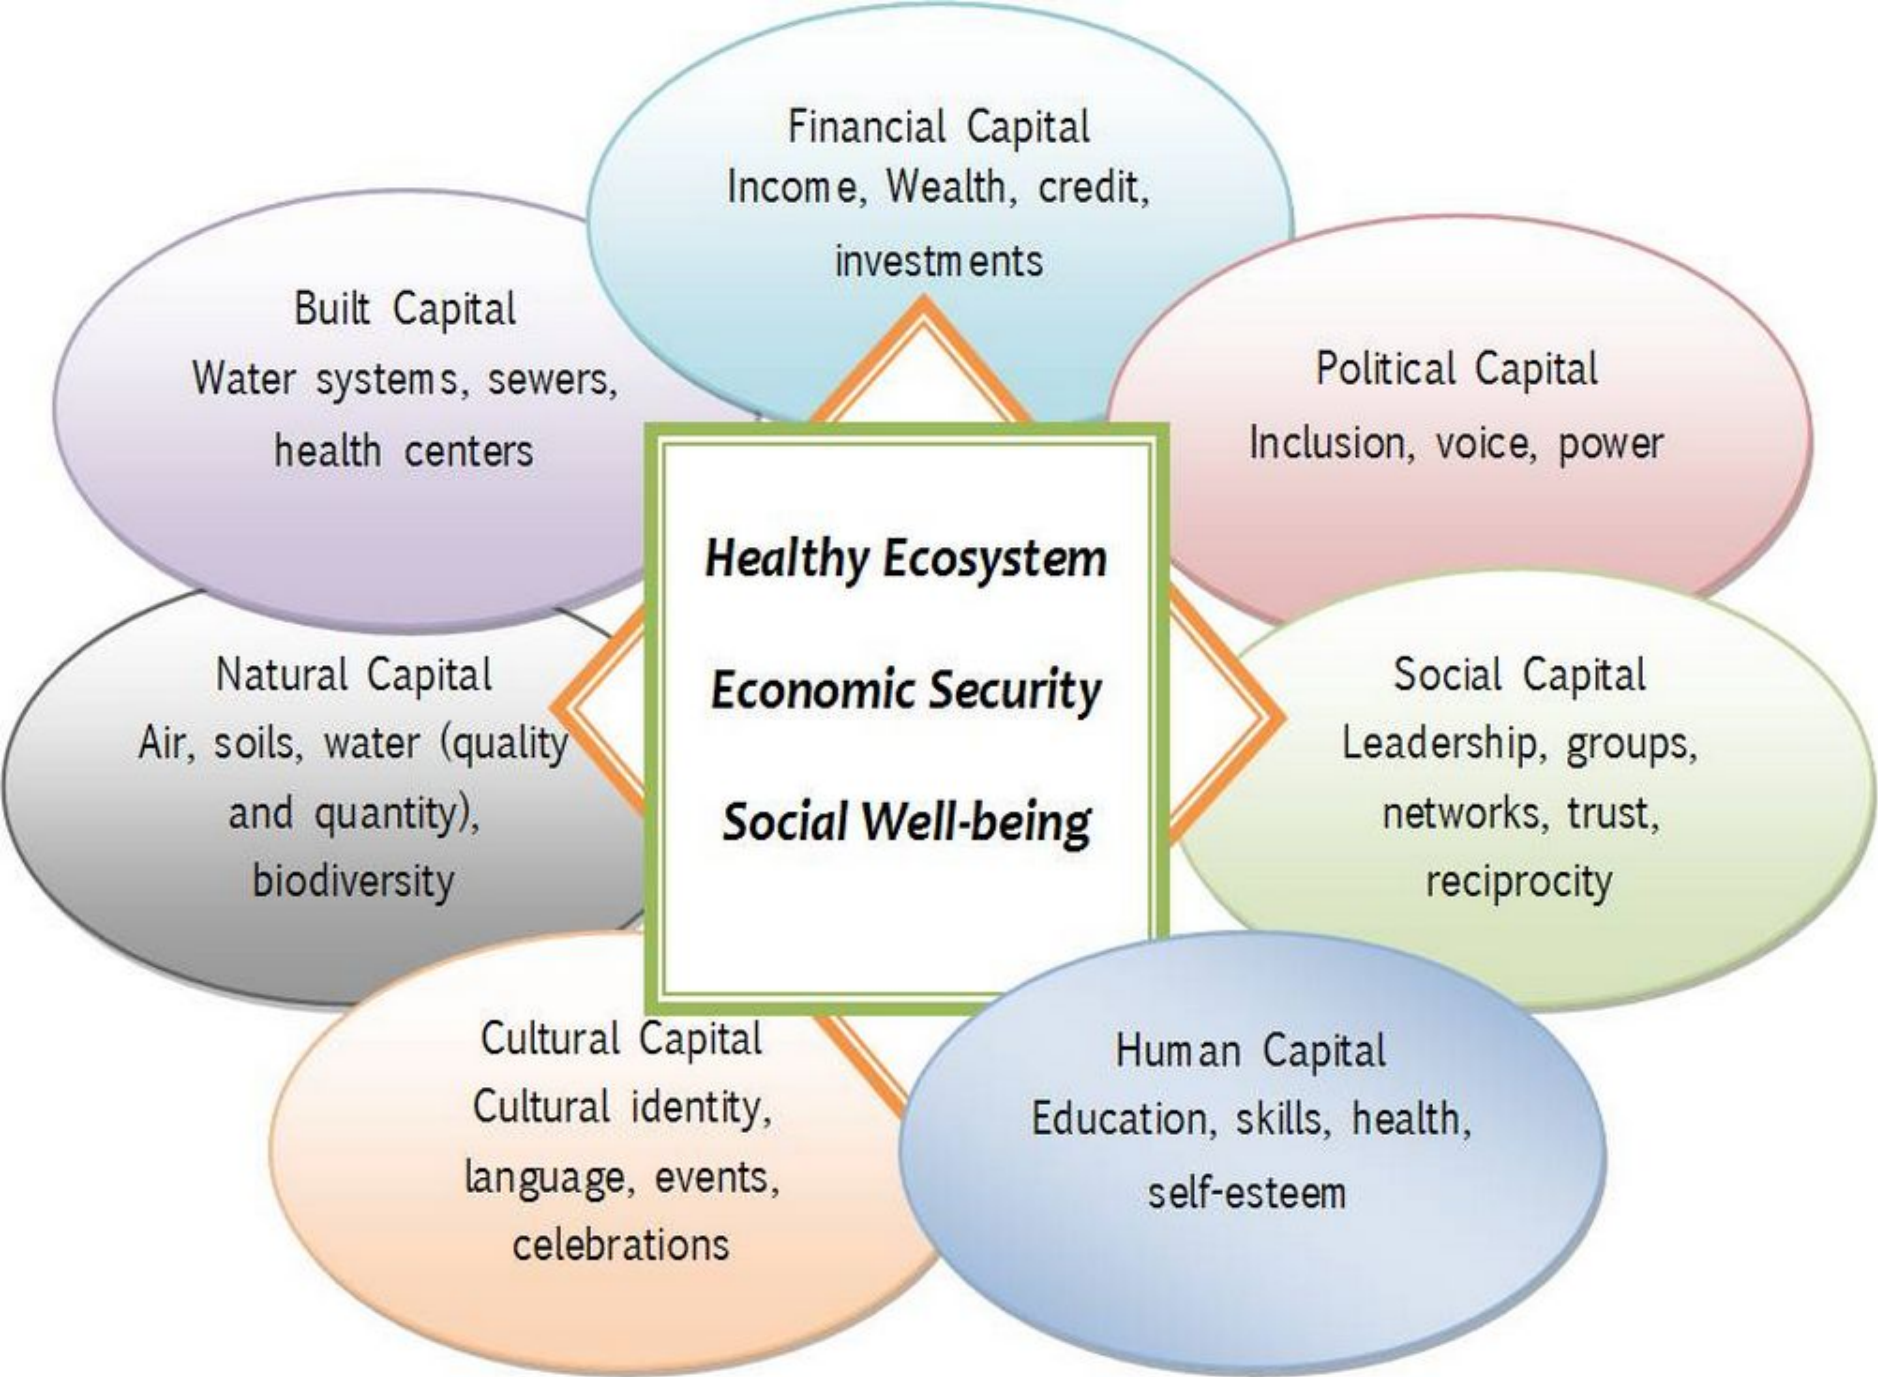 Financial Capital
Income, Wealth, credit,
investments
Built Capital
Water systems, sewers,
health centers
Political Capital
Inclusion, voice, power
Healthy Ecosystem
Economic Security
Social Well-being
Natural Capital
Air, soils, water (quality
and quantity),
biodiversity
Social Capital
Leadership, groups,
networks, trust,
reciprocity
Cultural Capital
Cultural identity,
language, events,
celebrations
Human Capital
Education, skills, health,
self-esteem